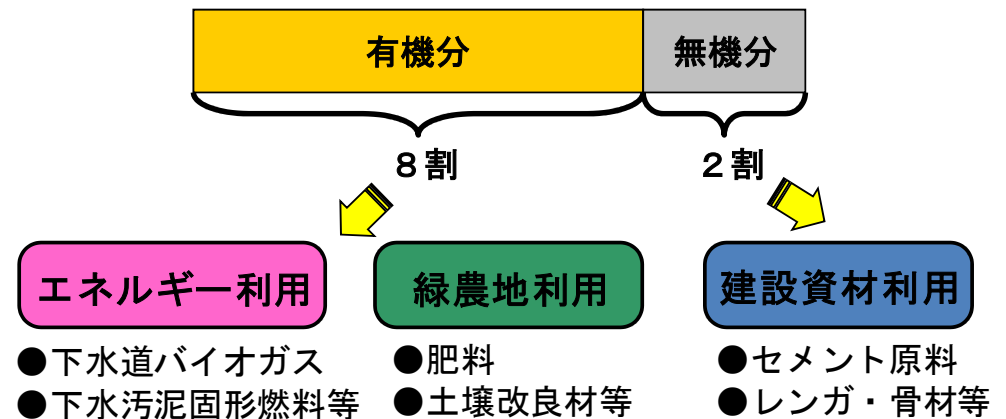 有機分
無機分
８割
２割
エネルギー利用
緑農地利用
建設資材利用
●下水道バイオガス
●下水汚泥固形燃料等
●肥料
●土壌改良材等
●セメント原料
●レンガ・骨材等